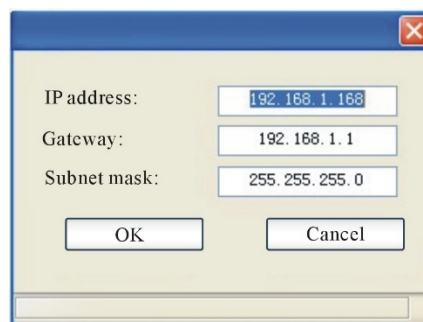 IP address: 192.168.1.168
Gateway: 192.168.1.1
Subnet mask: 255.255.255.0
OK Cancel